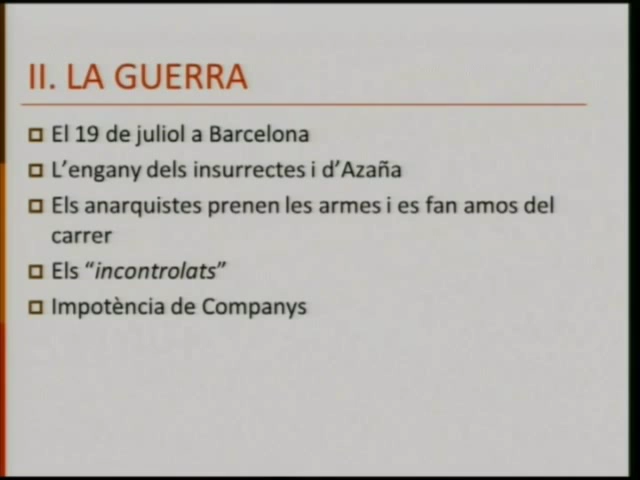 II. LA GUERRA
El 19 de juliol a Barcelona
L'engany dels insurrectes i d'Azaña
Els anarquistes prenen les armes i es fan amos del
carrer
Els "incontrolats"
Impotència de Companys